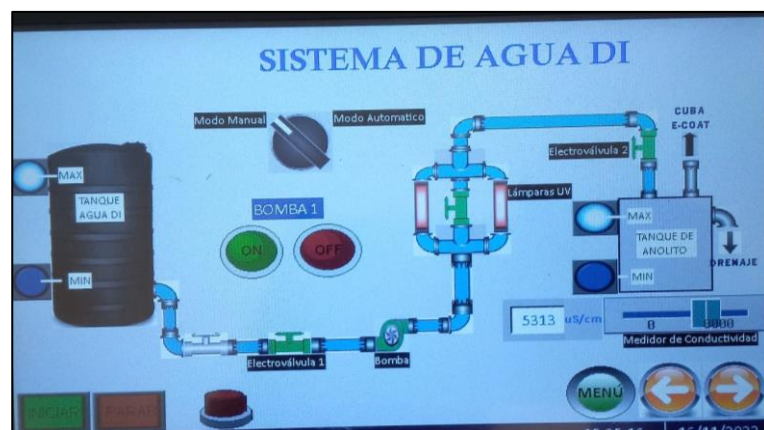 SISTEMA DE AGUA DI
Modo Manual
Modo Automatico
CUBA
E-COAT
Electroválvula 2
MAX
TANQUE
AGUA DI
MIN
BOMBA 1
ON
OFF
Lámparas UV
MAX
TANQUE DE
ANOLITO
MIN
DRENAJE
5313 uS/cm
0
8000
Medidor de Conductividad
Electroválvula 1
Bomba
MENÚ
INICIAR
PARAR